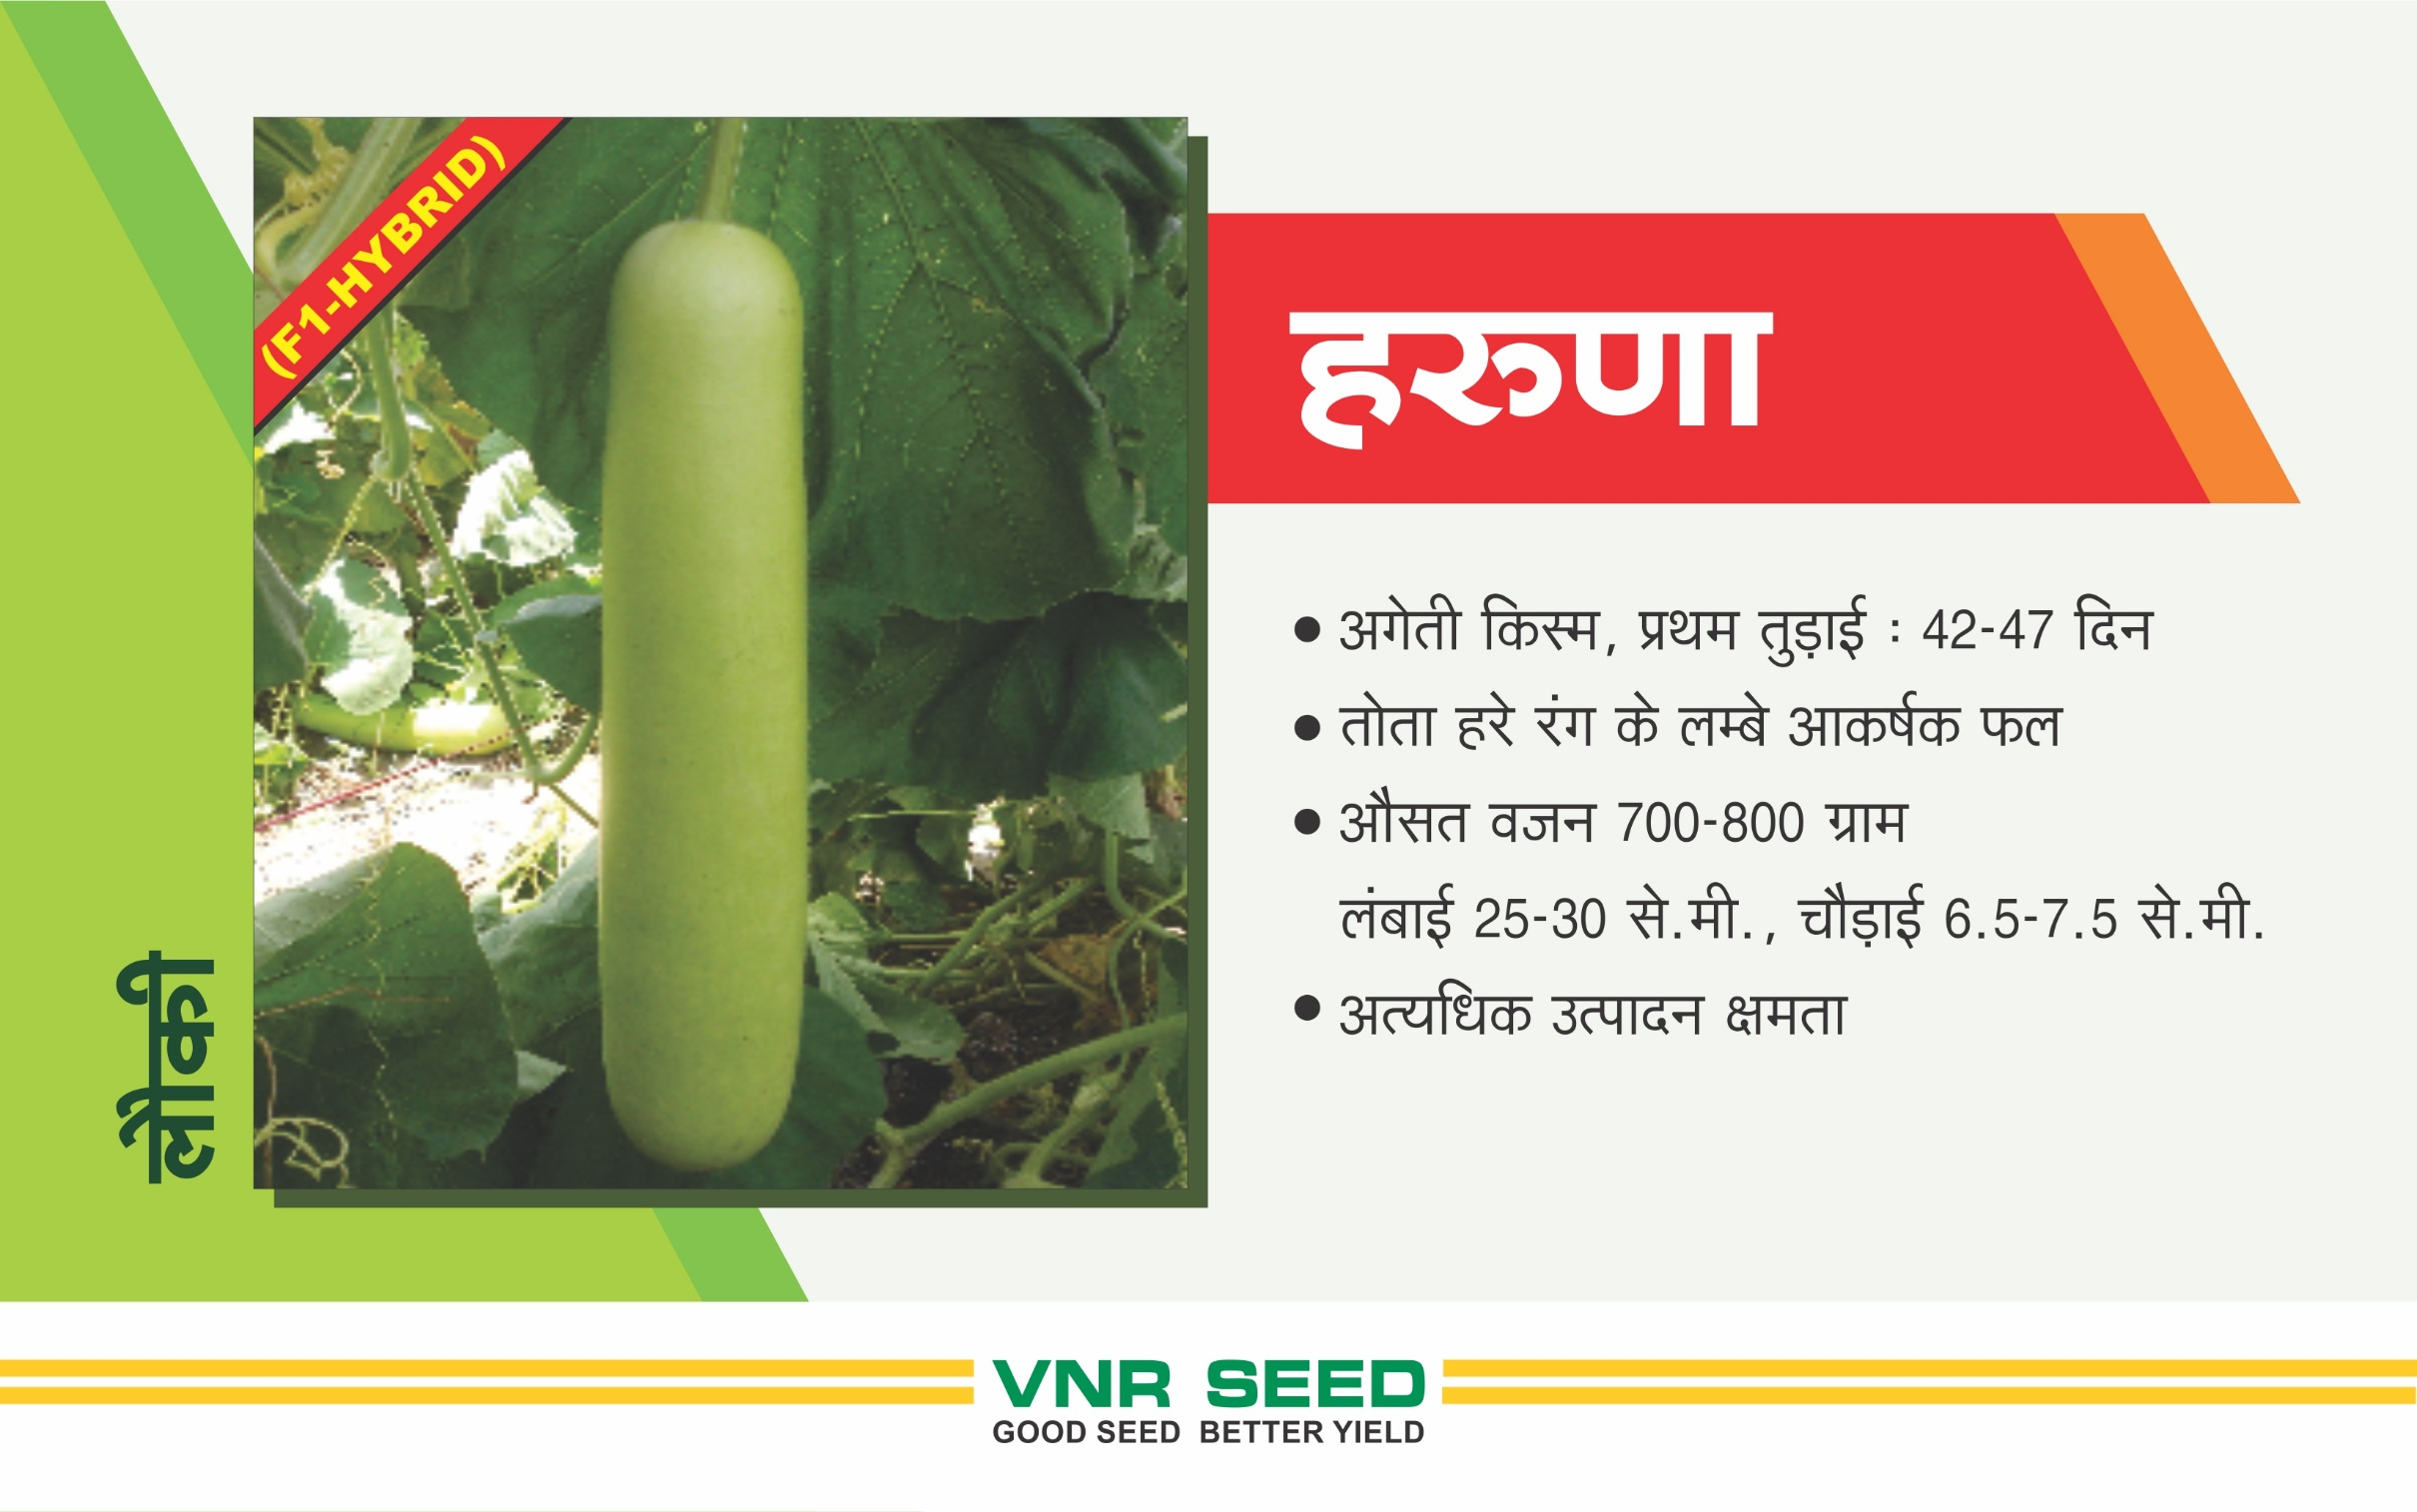 (F1-HYBRID)
लौकी
हरुणा
● अगेती किस्म, प्रथम तुड़ाई : 42-47 दिन
● तोता हरे रंग के लम्बे आकर्षक फल
● औसत वजन 700-800 ग्राम
लंबाई 25-30 से.मी., चौड़ाई 6.5-7.5 से.मी.
● अत्यधिक उत्पादन क्षमता
VNR SEED
GOOD SEED BETTER YIELD